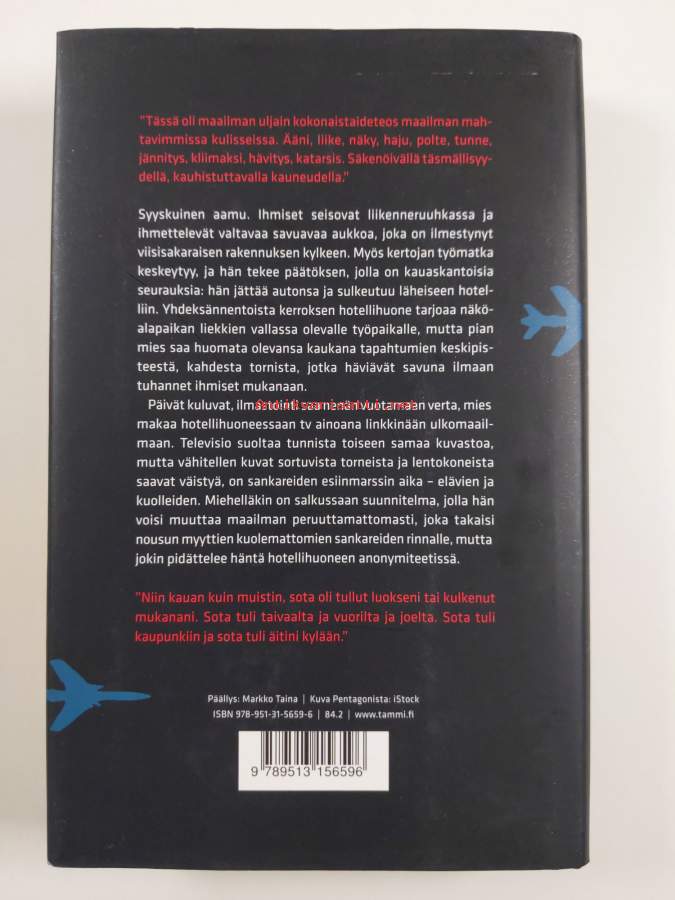 "Tässä oli maailman uljain kokonaistaideteos maailman mah-
tavimmissa kulisseissa. Ääni, liike, näky, haju, polte, tunne,
jännitys, kliimaksi, hävitys, katarsis. Säkenöivällä täsmällisyy-
dellä, kauhistuttavalla kauneudella."
Syyskuinen aamu. Ihmiset seisovat liikenneruuhkassa ja
ihmettelevät valtavaa savuavaa aukkoa, joka on ilmestynyt
viisisakaraisen rakennuksen kylkeen. Myös kertojan työmatka
keskeytyy, ja hän tekee päätöksen, jolla on kauaskantoisia
seurauksia: hän jättää autonsa ja sulkeutuu läheiseen hotel-
liin. Yhdeksännentoista kerroksen hotellihuone tarjoaa näkö-
alapaikan liekkien vallassa olevalle työpaikalle, mutta pian
mies saa huomata olevansa kaukana tapahtumien keskipis-
teestä, kahdesta tornista, jotka häviävät savuna ilmaan
tuhannet ihmiset mukanaan.
Päivät kuluvat, ilmastointi saa nenän vuotamaan verta, mies
makaa hotellihuoneessaan tv ainoana linkkinään ulkomaail-
maan. Televisio suoltaa tunnista toiseen samaa kuvastoa,
mutta vähitellen kuvat sortuvista torneista ja lentokoneista
saavat väistyä, on sankareiden esiinmarssin aika – elävien ja
kuolleiden. Miehelläkin on salkussaan suunnitelma, jolla hän
voisi muuttaa maailman peruuttamattomasti, joka takaisi
nousun myyttien kuolemattomien sankareiden rinnalle, mutta
jokin pidättelee häntä hotellihuoneen anonymiteetissä.
"Niin kauan kuin muistin, sota oli tullut luokseni tai kulkenut
mukanani. Sota tuli taivaalta ja vuorilta ja joelta. Sota tuli
kaupunkiin ja sota tuli äitini kylään."
Päällys: Markko Taina | Kuva Pentagonista: iStock
ISBN 978-951-31-5659-6 | 84.2 | www.tammi.fi
9 789513 156596